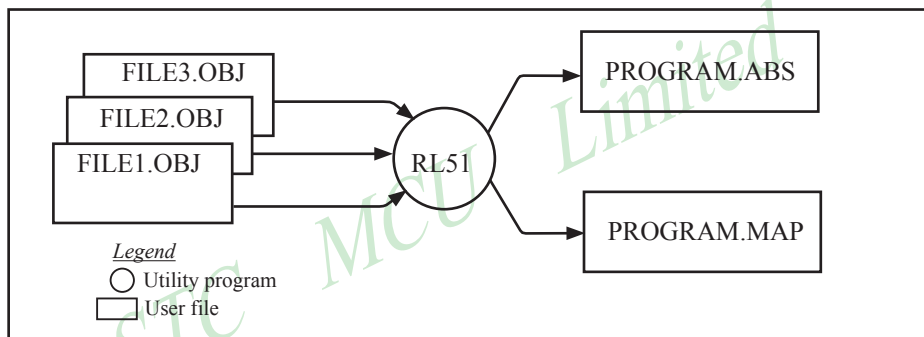 FILE3.OBJ
FILE2.OBJ
FILE1.OBJ
RL51
PROGRAM.ABS
PROGRAM.MAP
Legend
Utility program
User file
STC MCU Limited